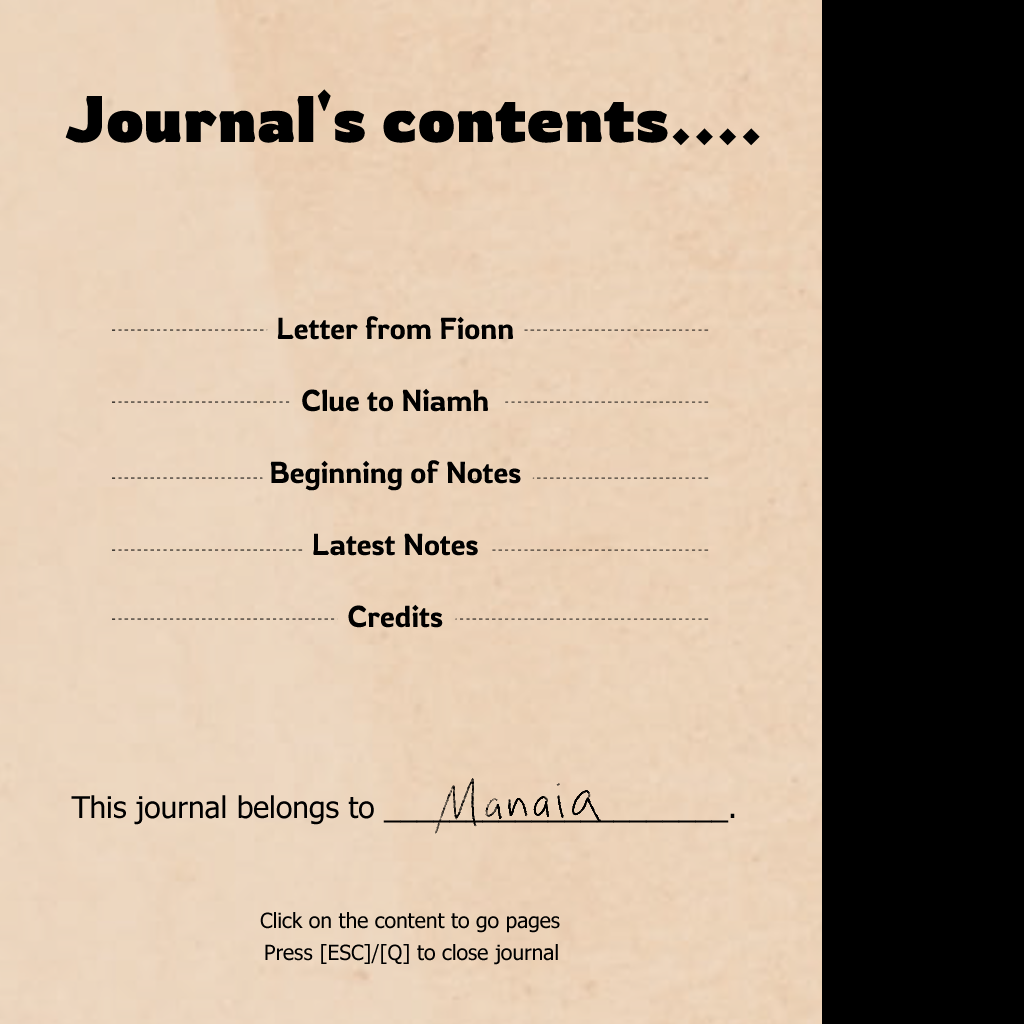 Journal's contents....
Letter from Fionn
Clue to Niamh
Beginning of Notes
Latest Notes
Credits
This journal belongs to Manaia.
Click on the content to go pages
Press [ESC]/[Q] to close journal